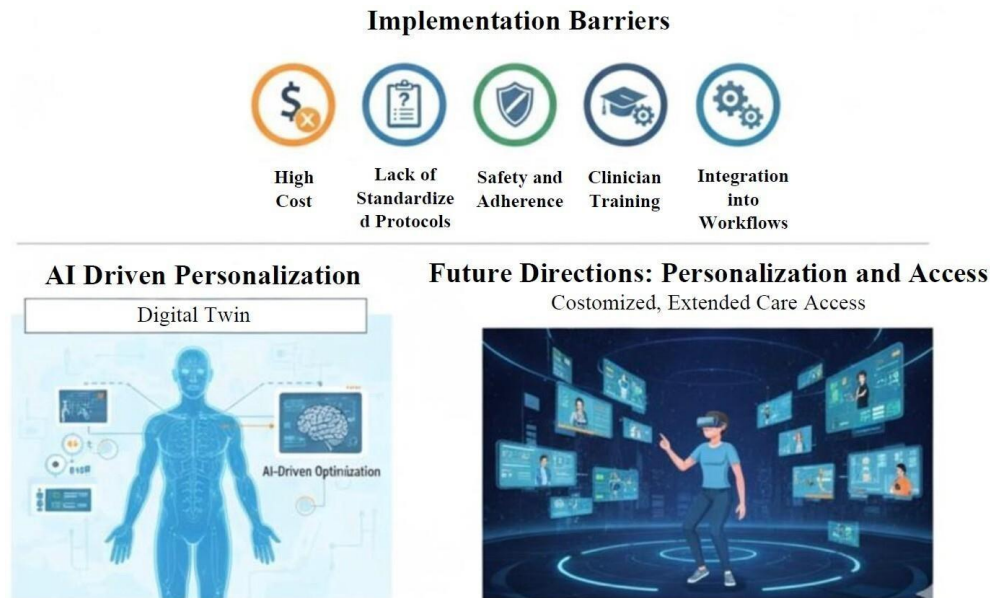 Implementation Barriers
High
Cost
Lack of
Standardize
d Protocols
Safety and
Adherence
Clinician
Training
Integration
into
Workflows
AI Driven Personalization
Digital Twin
AI-Driven Optimization
Future Directions: Personalization and Access
Costomized, Extended Care Access